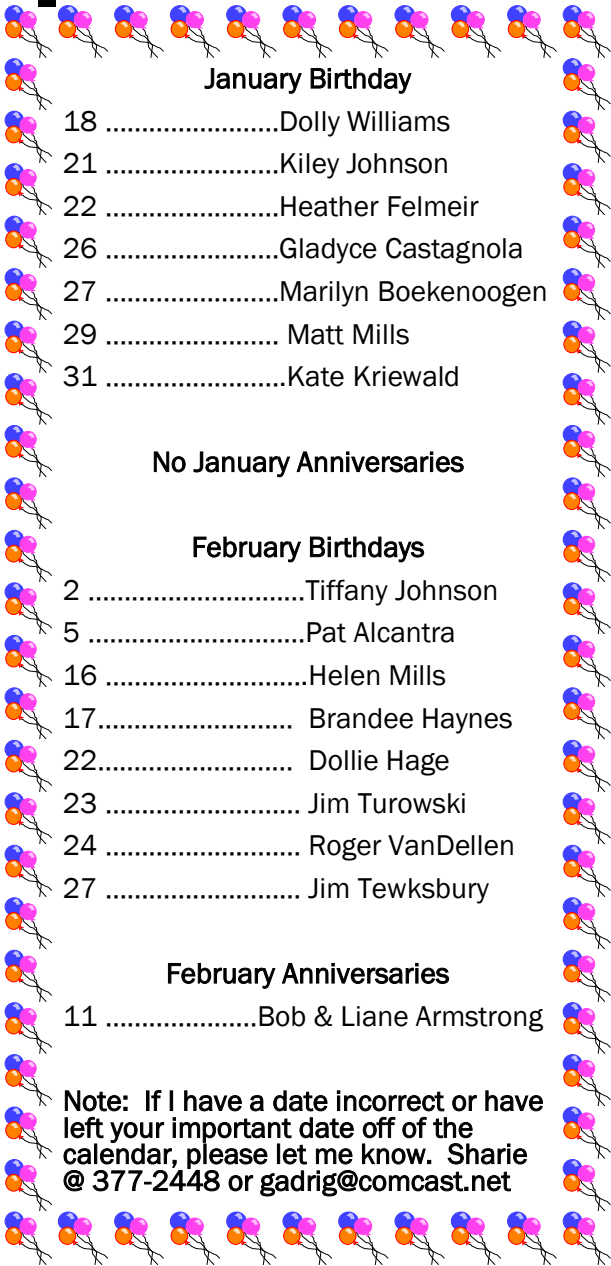 January Birthday
18 ........................Dolly Williams
21 ........................Kiley Johnson
22 ........................Heather Felmeir
26 ........................Gladyce Castagnola
27 ........................Marilyn Boekenoogen
29 ........................ Matt Mills
31 .........................Kate Kriewald
No January Anniversaries
February Birthdays
2 ..............................Tiffany Johnson
5 ..............................Pat Alcantra
16 ............................Helen Mills
17........................... Brandee Haynes
22........................... Dollie Hage
23 ........................... Jim Turowski
24 ........................... Roger VanDellen
27 ........................... Jim Tewksbury
February Anniversaries
11 .....................Bob & Liane Armstrong
Note: If I have a date incorrect or have
left your important date off of the
calendar, please let me know. Sharie
@ 377-2448 or gadrig@comcast.net